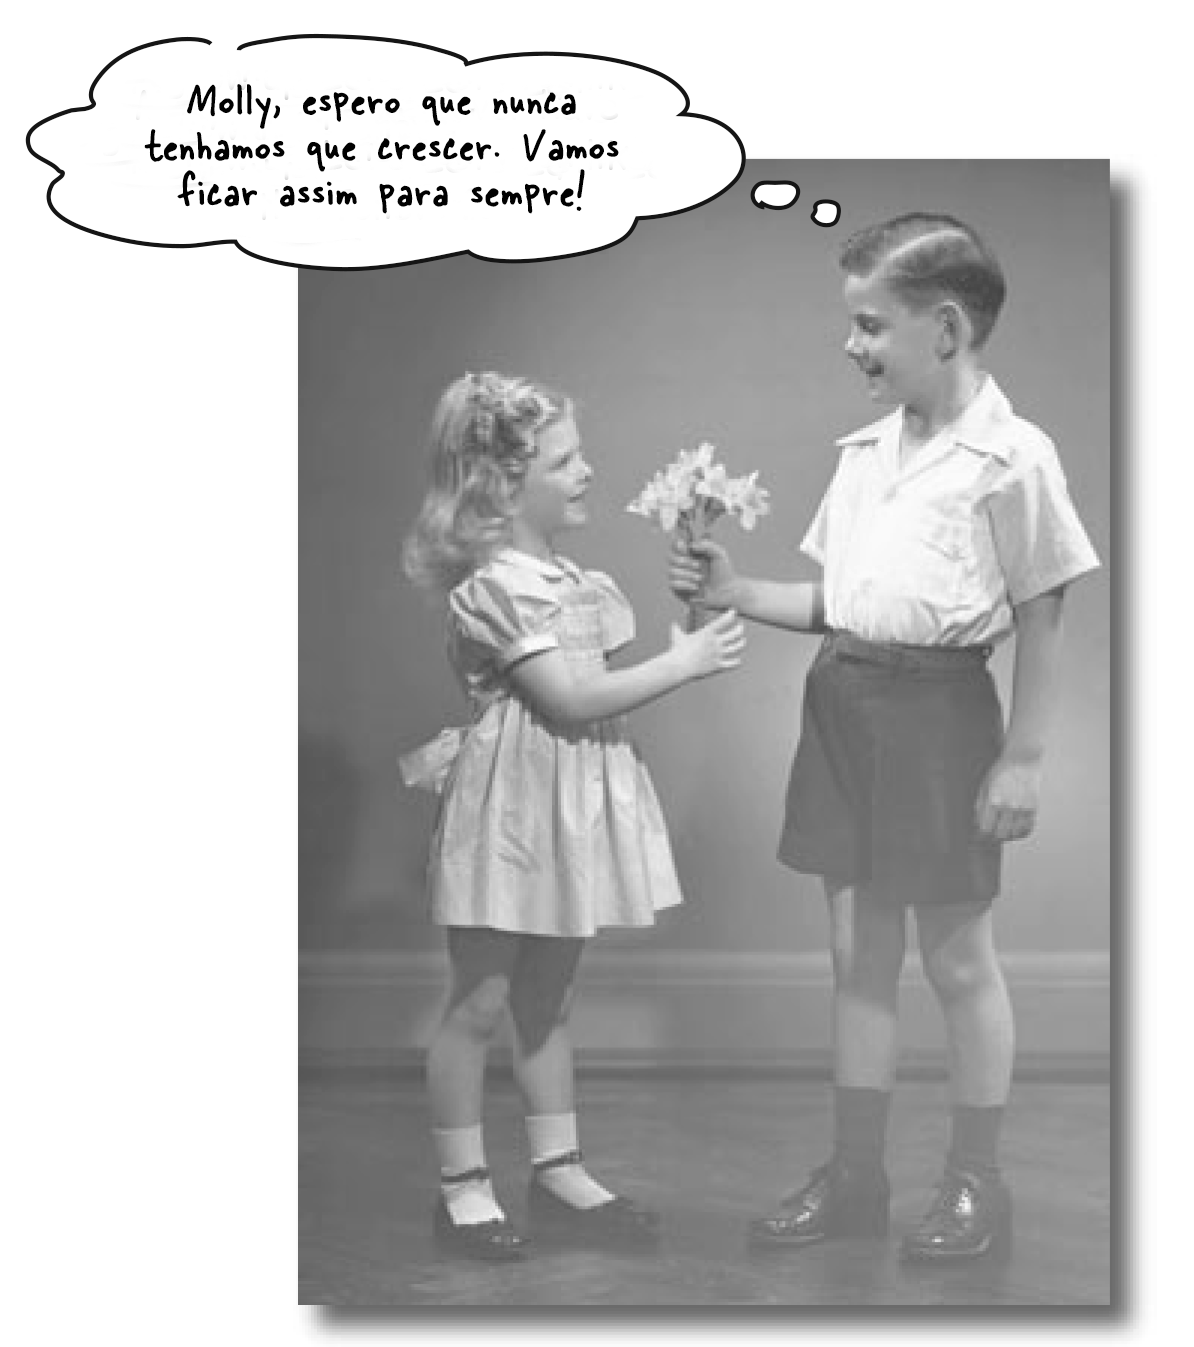 Molly, espero que nunca
tenhamos que crescer. Vamos
ficar assim para sempre!